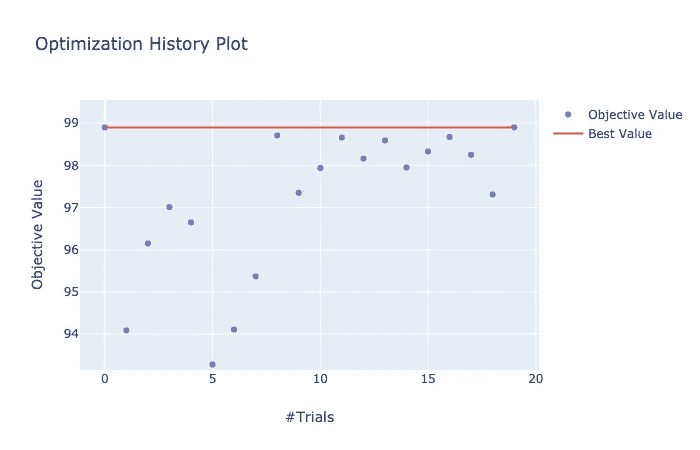 Optimization History Plot
Objective Value
Best Value
99
98
97
96
95
94
Objective Value
0 5 10 15 20
#Trials